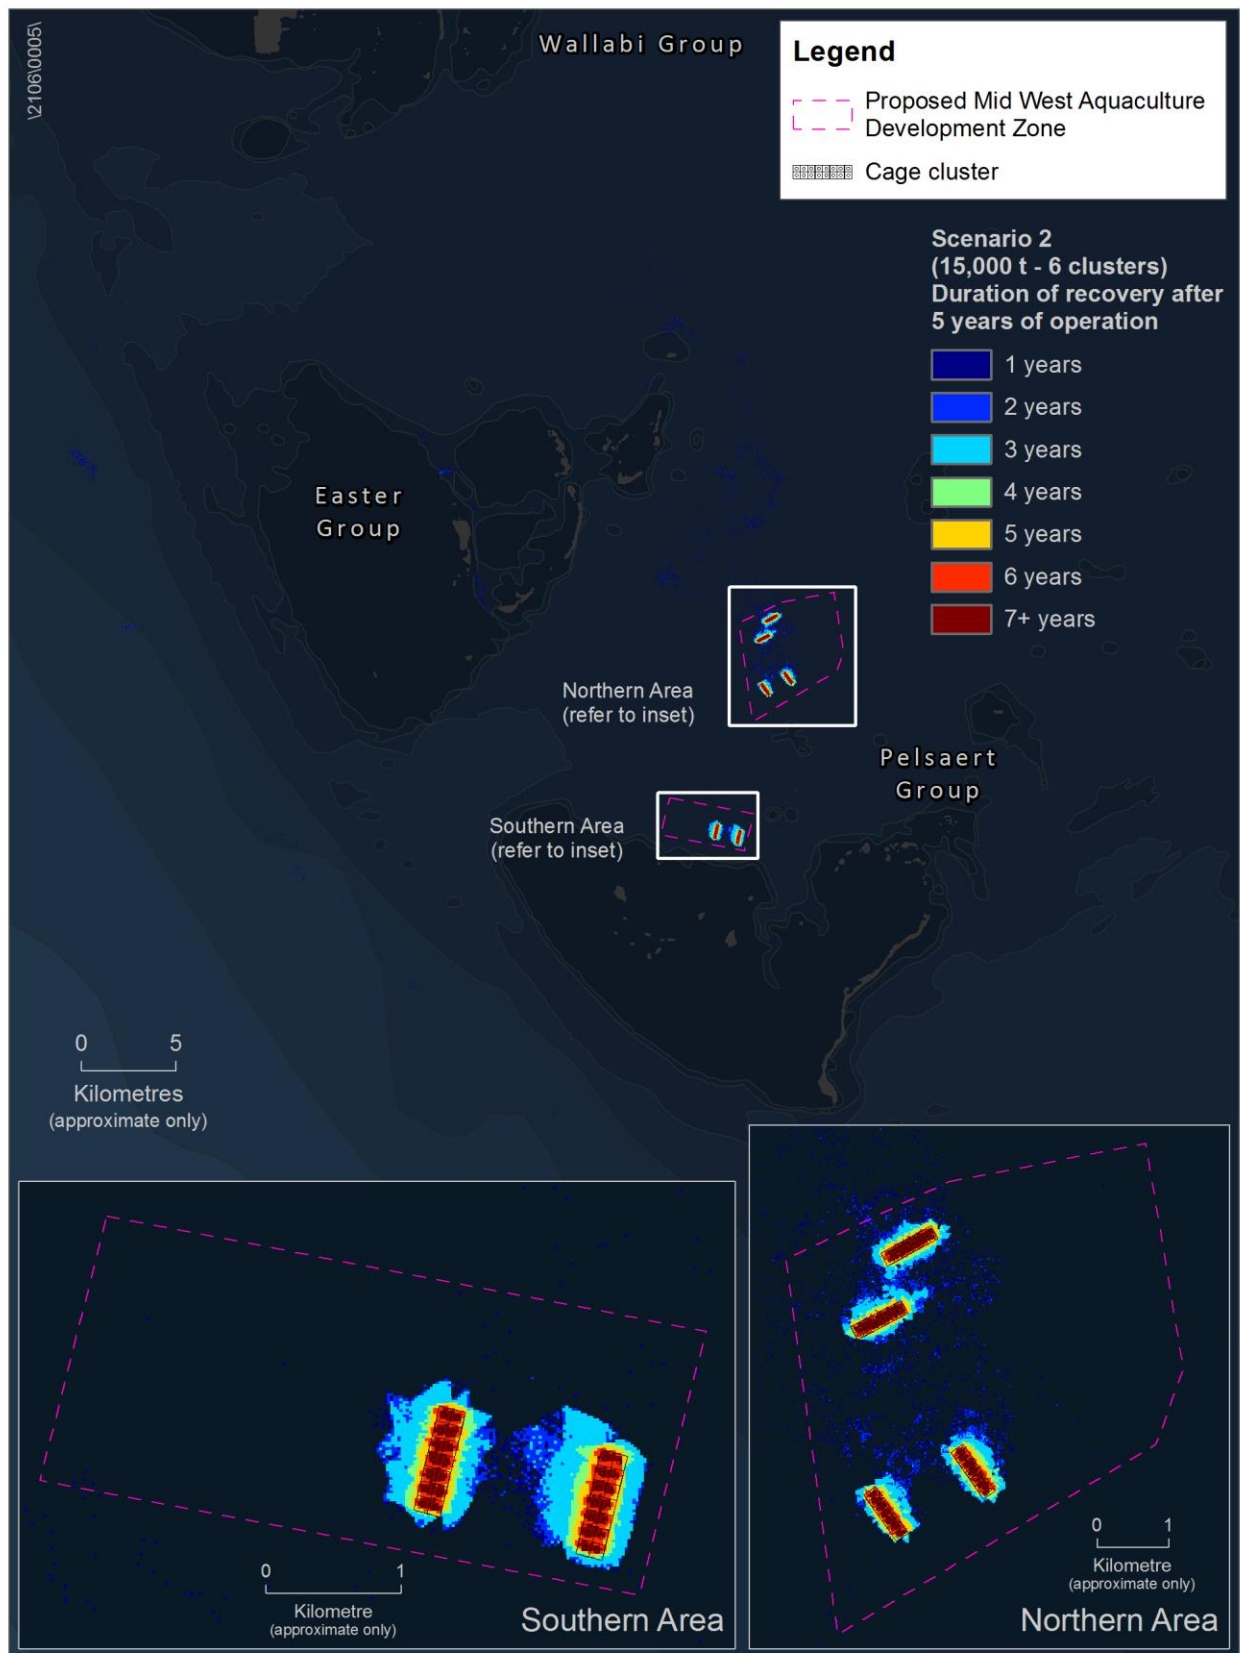 \2106\0005\
Wallabi Group
Legend
Proposed Mid West Aquaculture
Development Zone
Cage cluster
Scenario 2
(15,000 t - 6 clusters)
Duration of recovery after
5 years of operation
1 years
2 years
3 years
4 years
5 years
6 years
7+ years
Easter
Group
Northern Area
(refer to inset)
Pelsaert
Group
Southern Area
(refer to inset)
0 5
Kilometres
(approximate only)
0 1
Kilometre
(approximate only)
Southern Area
0 1
Kilometre
(approximate only)
Northern Area